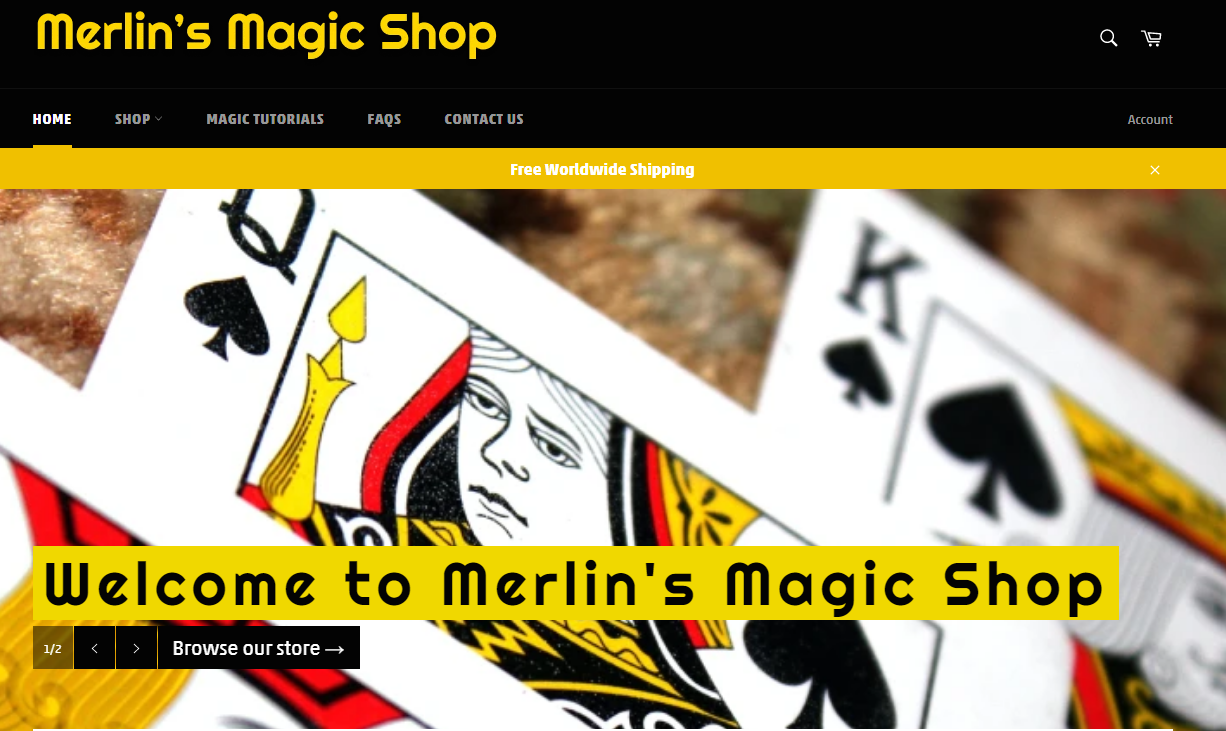 Merlin's Magic Shop
HOME SHOP MAGIC TUTORIALS FAQS CONTACT US Account
Free Worldwide Shipping ×
Q
K
Welcome to Merlin's Magic Shop
1/2 < > Browse our store →